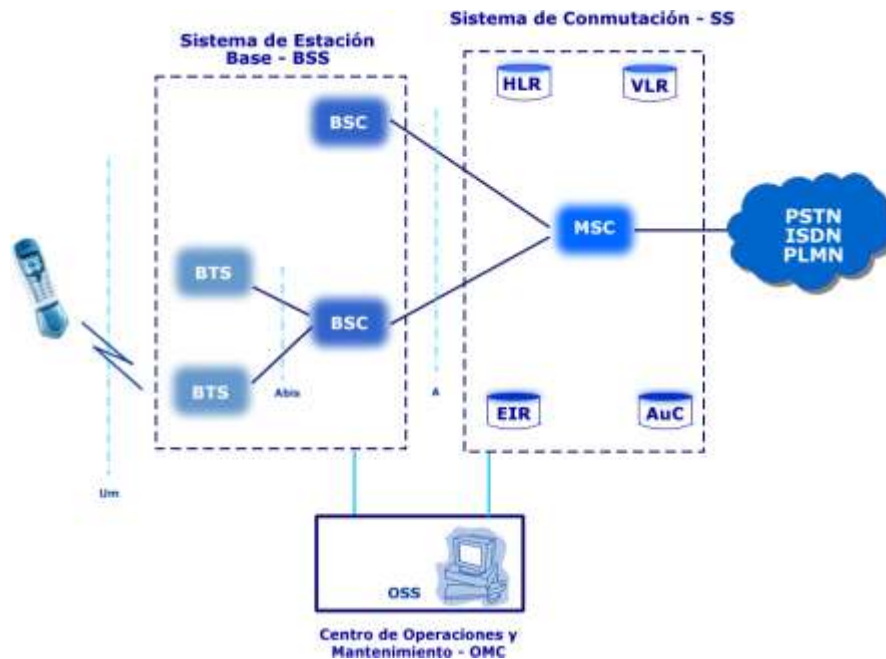 Sistema de Conmutación - SS
Sistema de Estación
Base - BSS
HLR
VLR
BSC
MSC
PSTN
ISDN
PLMN
BTS
BSC
BTS
Abis
A
EIR
AuC
Um
OSS
Centro de Operaciones y
Mantenimiento - OMC